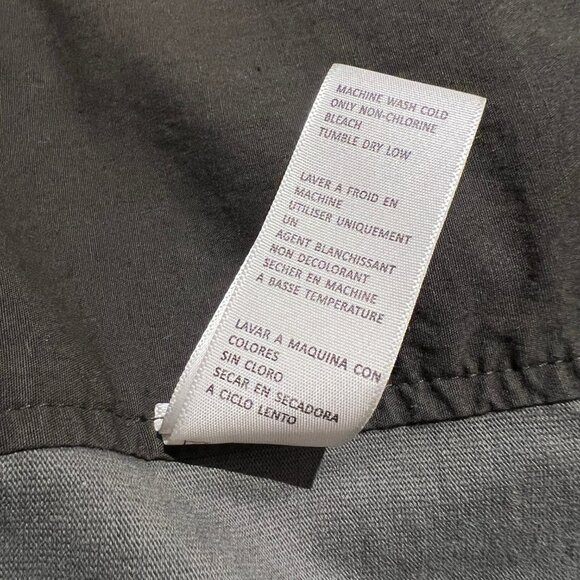 MACHINE WASH COLD
ONLY NON-CHLORINE
BLEACH
TUMBLE DRY LOW
LAVER A FROID EN
MACHINE
UTILISER UNIQUEMENT
UN
AGENT BLANCHISSANT
NON DECOLORANT
SECHER EN MACHINE
A BASSE TEMPERATURE
LAVAR A MAQUINA CON
COLORES
SIN CLORO
SECAR EN SECADORA
A CICLO LENTO